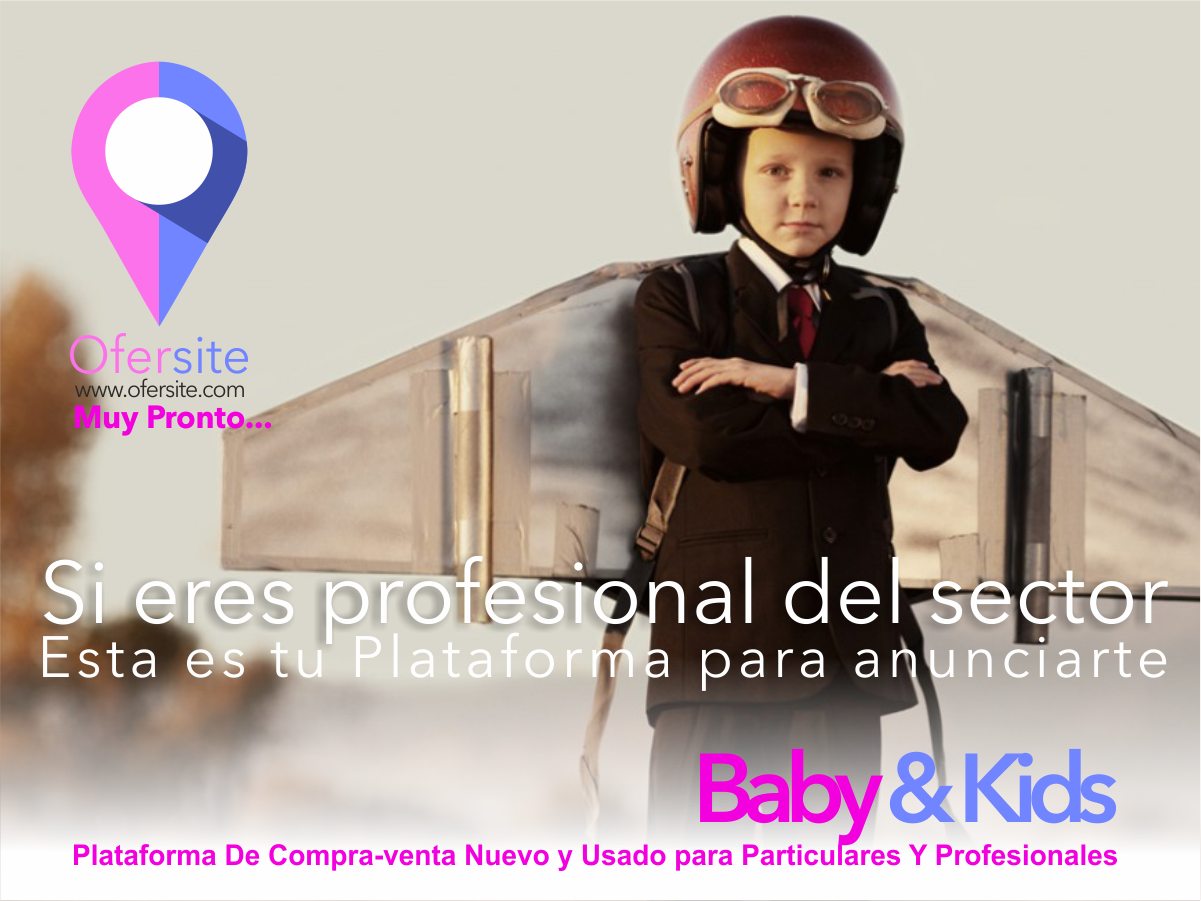 Ofersite
www.ofersite.com
Muy Pronto...
Si eres profesional del sector
Esta es tu Plataforma para anunciarte
Baby & Kids
Plataforma De Compra-venta Nuevo y Usado para Particulares Y Profesionales